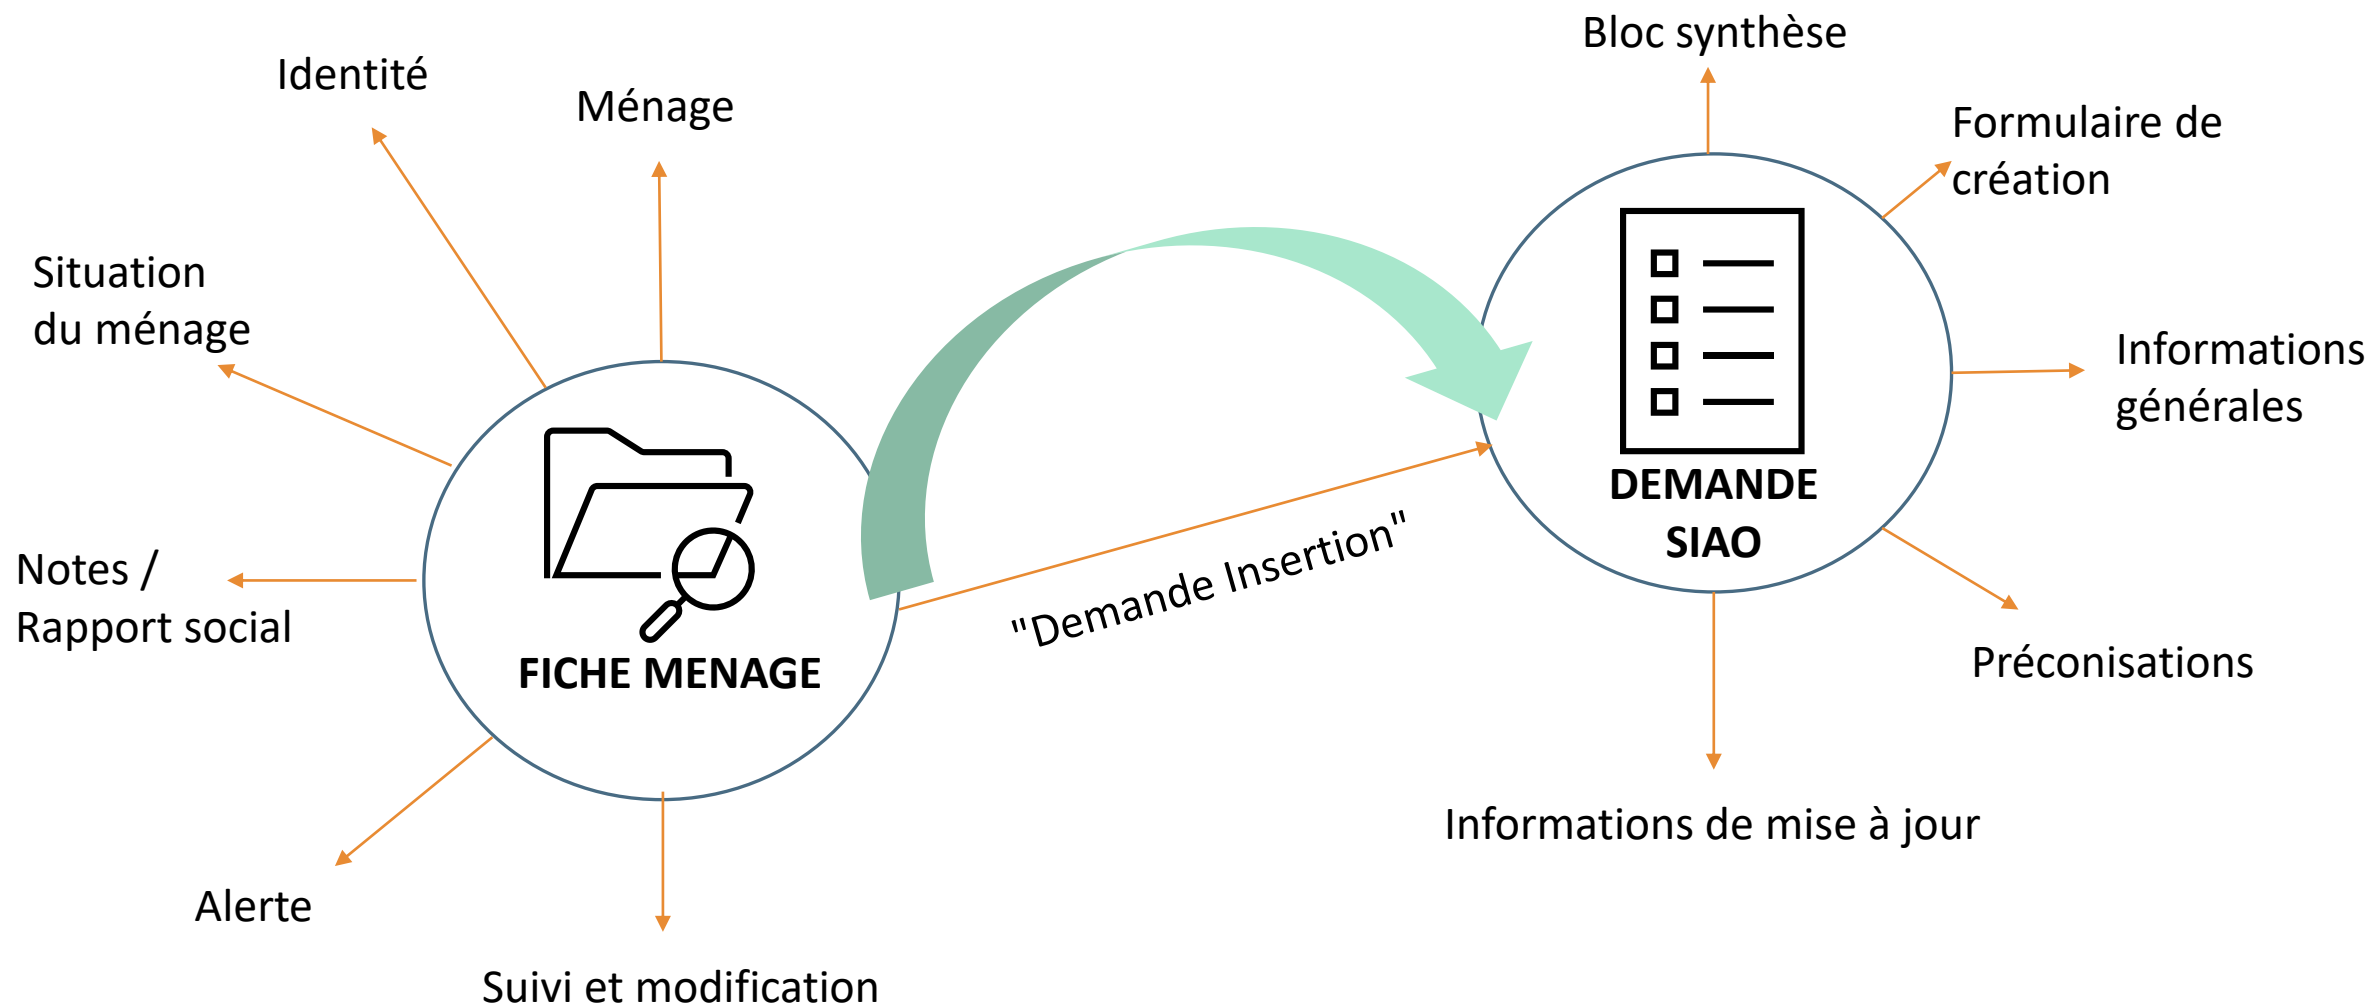 Identité
Ménage
Situation
du ménage
Notes /
Rapport social
Alerte
Suivi et modification
FICHE MENAGE
"Demande Insertion"
Bloc synthèse
Formulaire de
création
Informations
générales
Préconisations
Informations de mise à jour
DEMANDE
SIAO